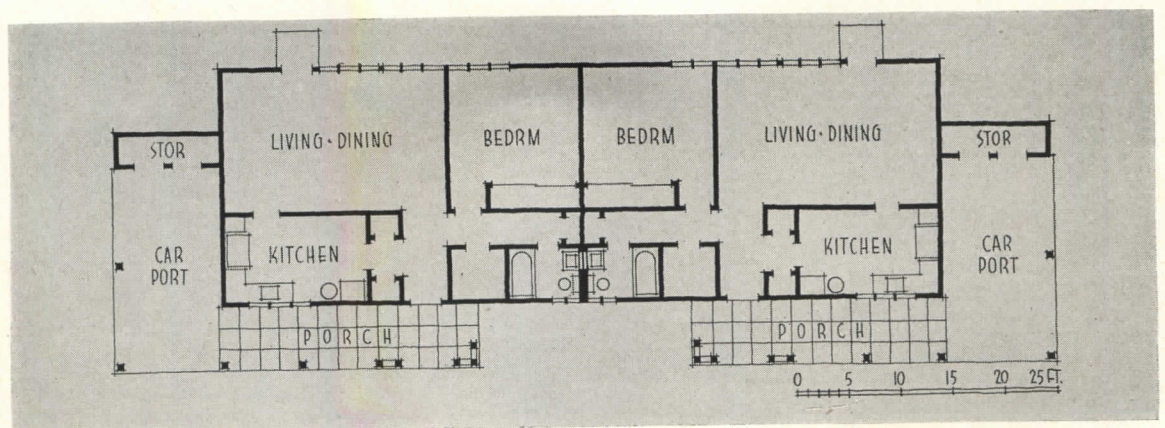 LIVING · DINING
BEDRM
BEDRM
LIVING · DINING
STOR
STOR
KITCHEN
KITCHEN
CAR
PORT
CAR
PORT
PORCH
PORCH
0 5 10 15 20 25 FT.